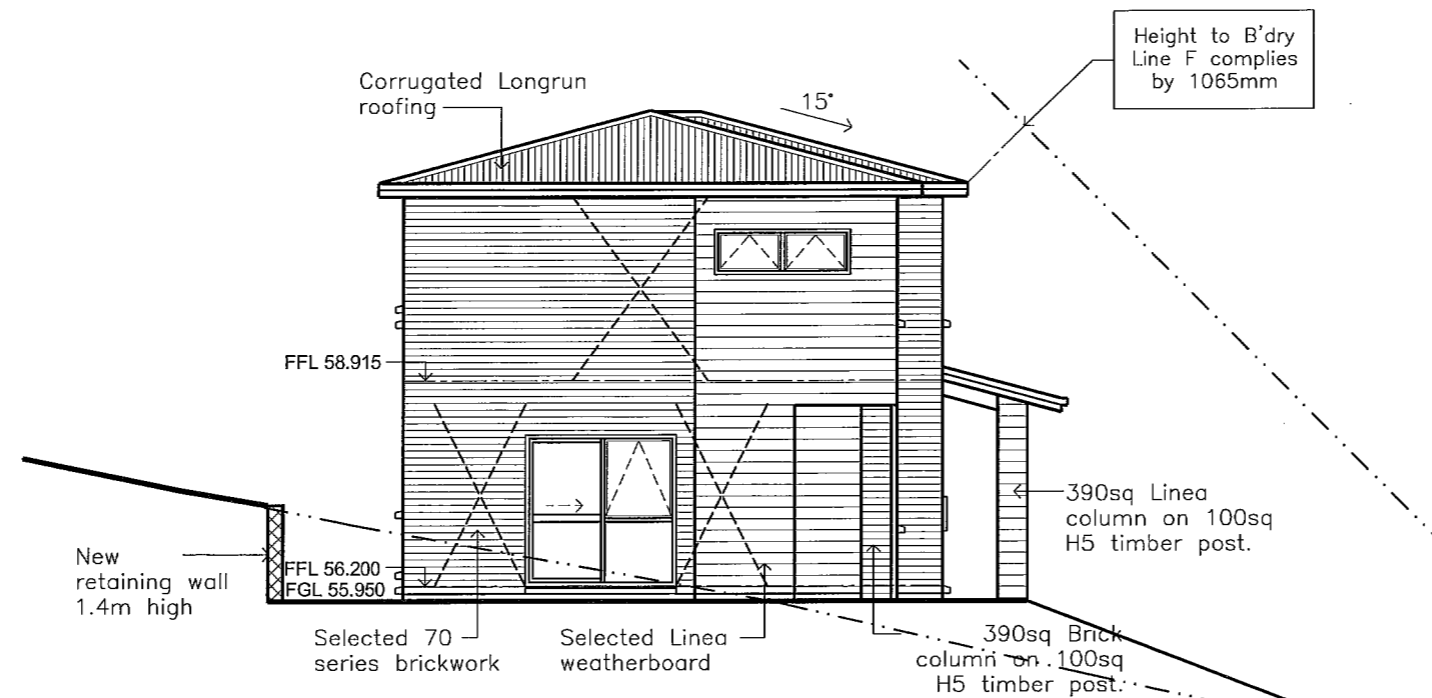 Height to B'dry
Line F complies
by 1065mm
Corrugated Longrun
roofing
15°
FFL 58.915
390sq Linea
column on 100sq
H5 timber post.
New
retaining wall
1.4m high
FFL 56.200
FGL 55.950
Selected 70
series brickwork
Selected Linea
weatherboard
390sq Brick
column on 100sq
H5 timber post.